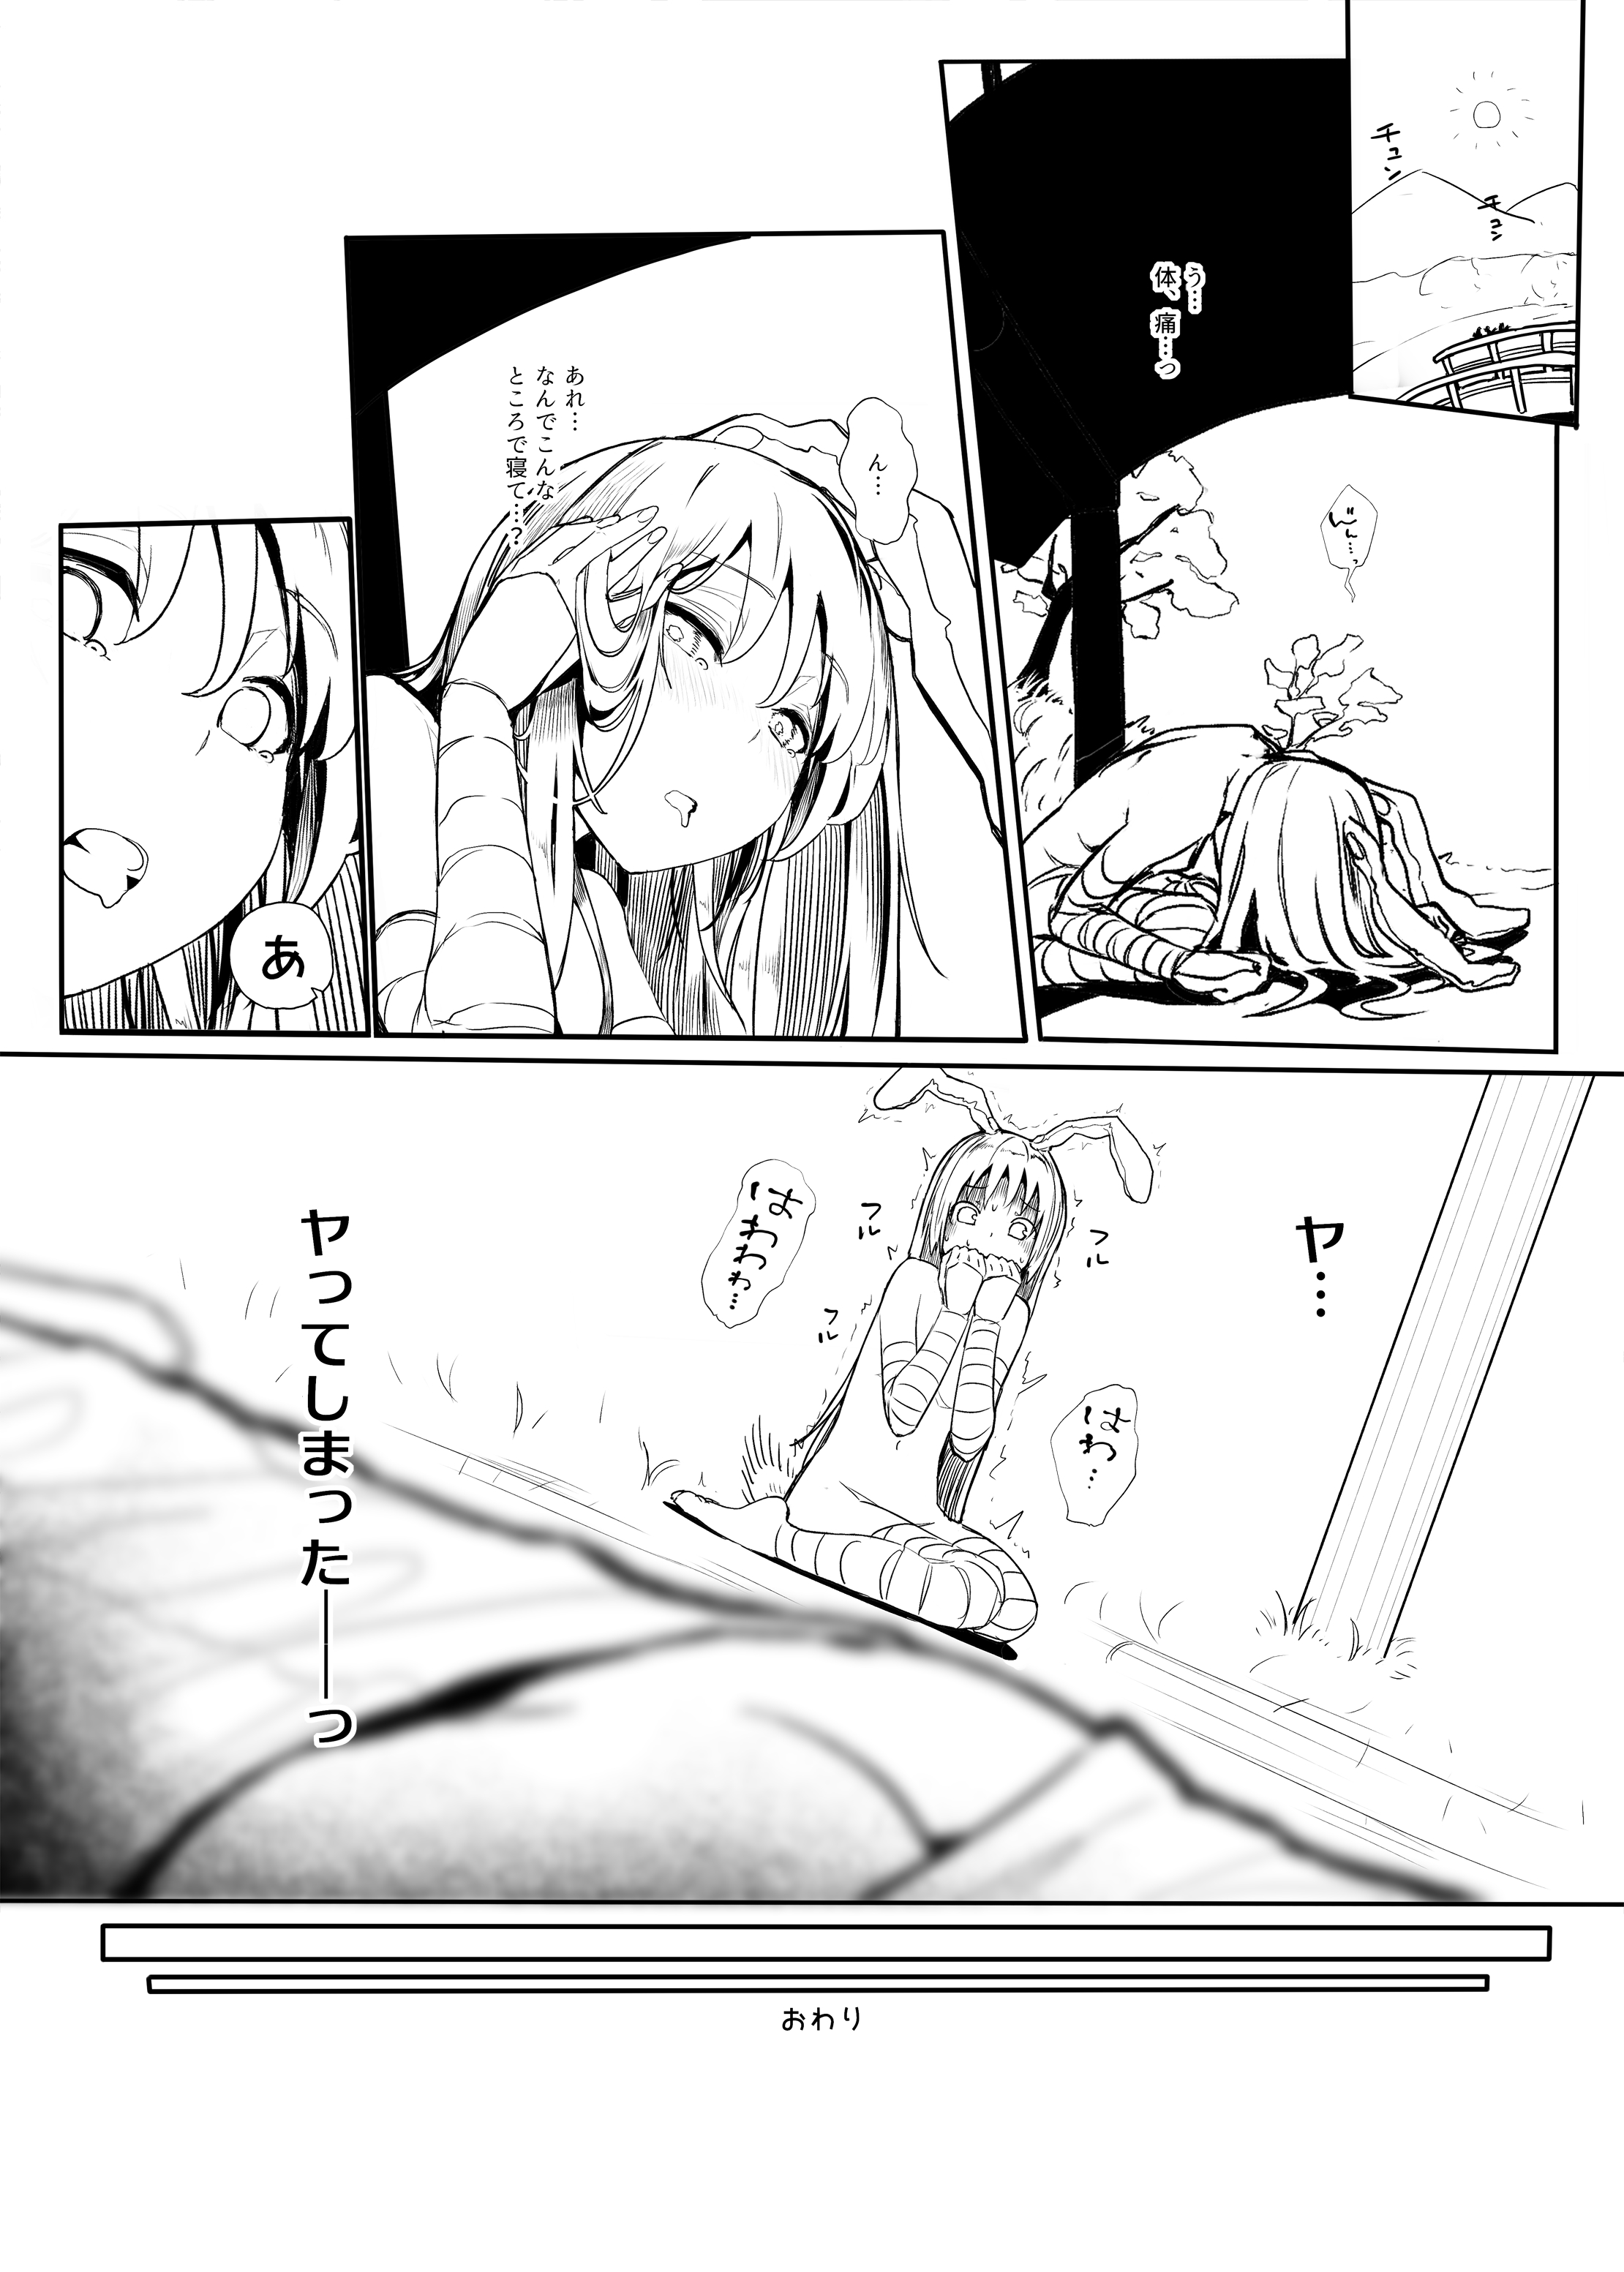 チュン
チュン
う…
体、痛…っ
ん…
あれ…
なんでこんな
ところで寝て…?
あ
ヤ…
フル
フル
フル
はわ…
はわわゎ…
ヤってしまった――っ
おわり